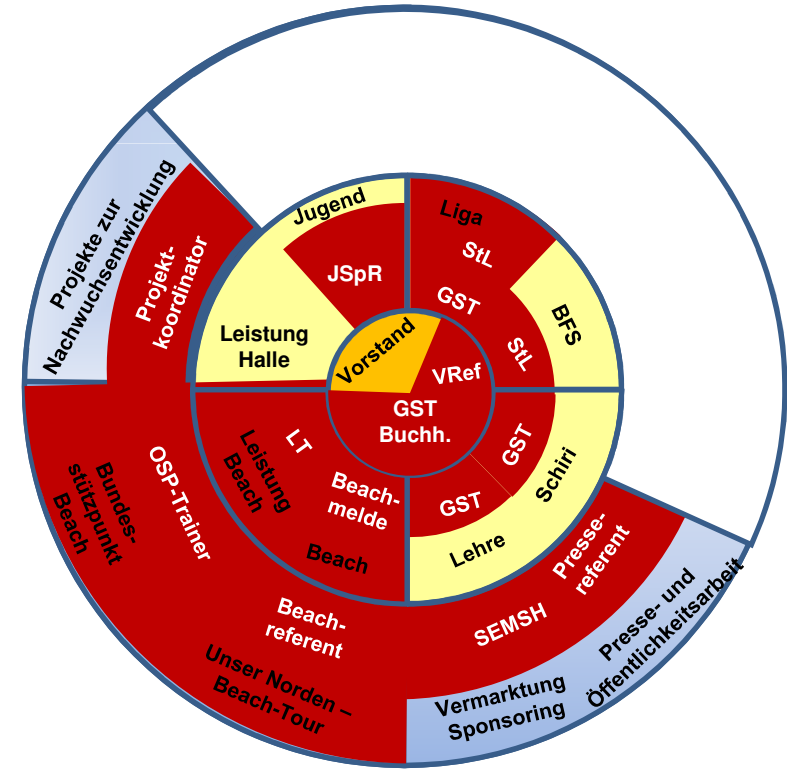 Jugend
Liga
StL
JSpR
GST
StL
BFS
Leistung
Halle
Vorstand
VRef
GST
Buchh.
Projekte zur
Nachwuchsentwicklung
Projekt-
koordinator
LT
Leistung
Beach
Beach-
melde
Beach
GST
GST
Schiri
Lehre
OSP-Trainer
Bundes-
stützpunkt
Beach
Beach-
referent
Unser Norden –
Beach-Tour
SEMSH
Presse-
referent
Presse- und
Öffentlichkeitsarbeit
Vermarktung
Sponsoring